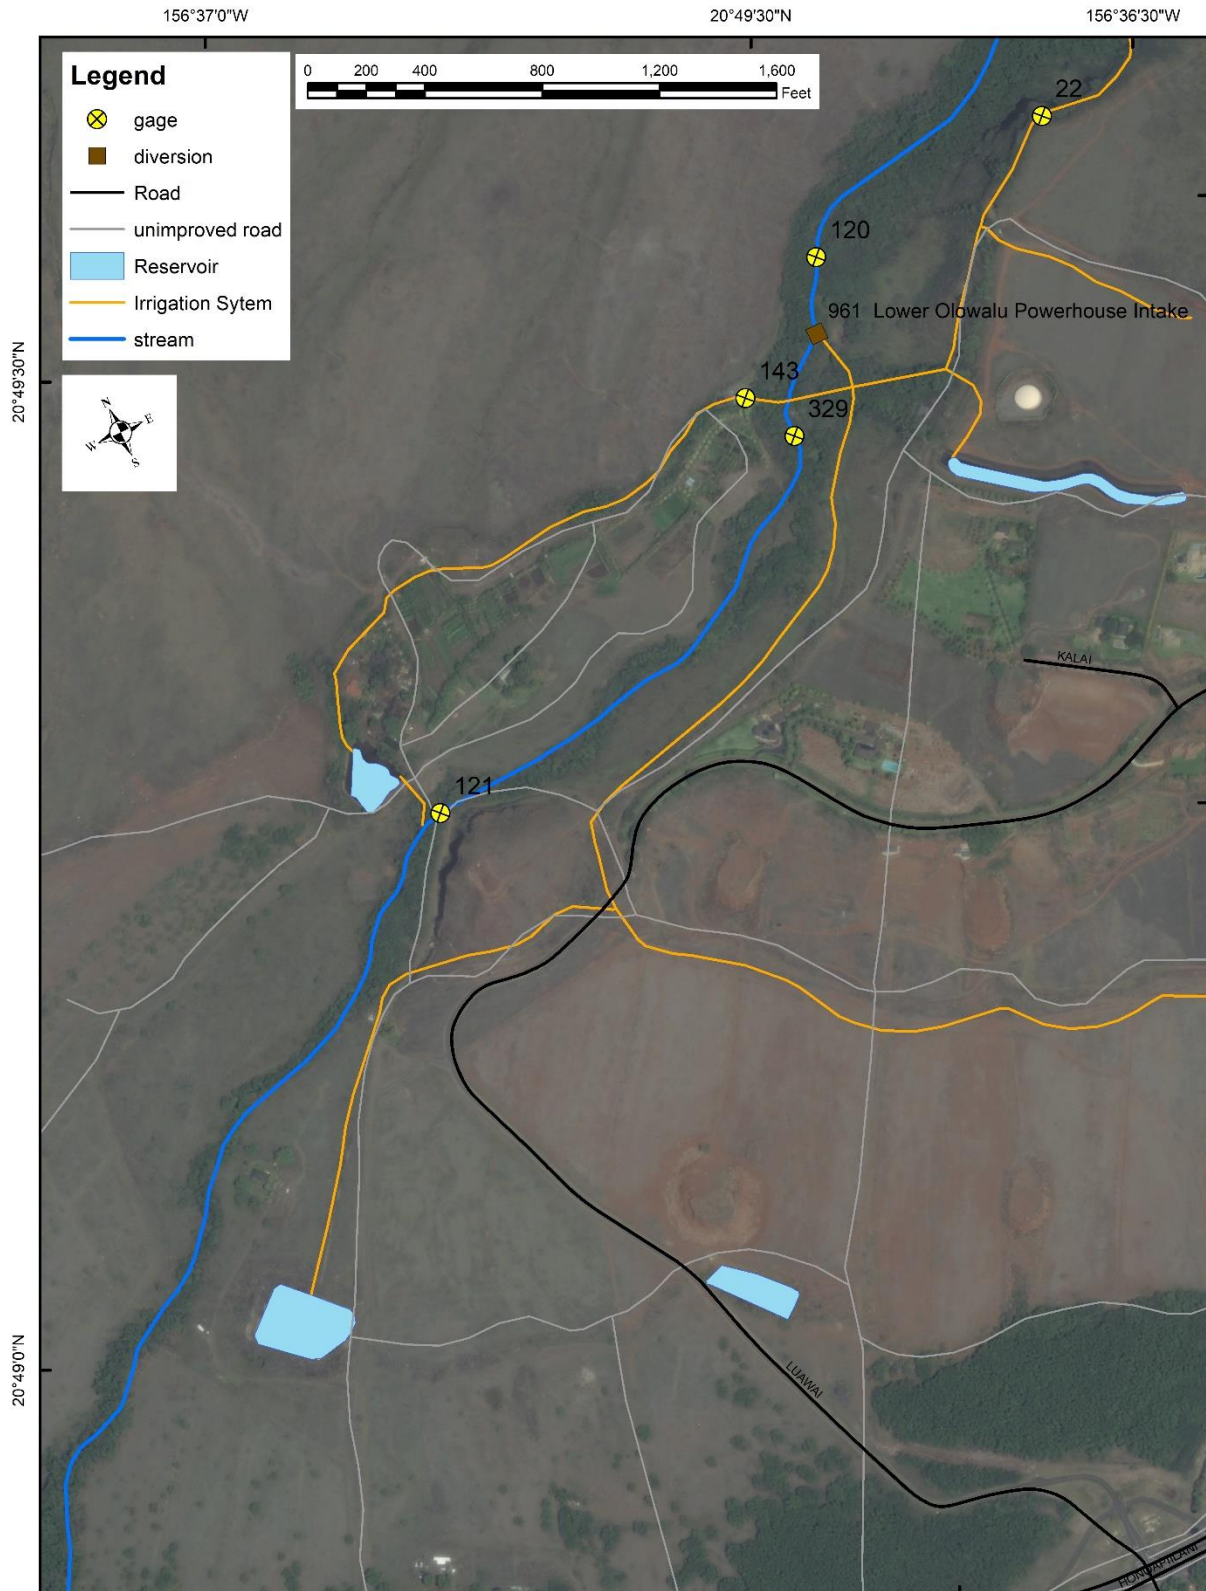 156°37'0"W
20°49'30"N
156°36'30"W
Legend
gage
diversion
Road
unimproved road
Reservoir
Irrigation Sytem
stream
0 200 400 800 1,200 1,600
Feet
N
E
W
S
22
120
961 Lower Olowalu Powerhouse Intake
143
329
20°49'30"N
KALAI
121
20°49'0"N
LUAWAI
HONOAPIILANI